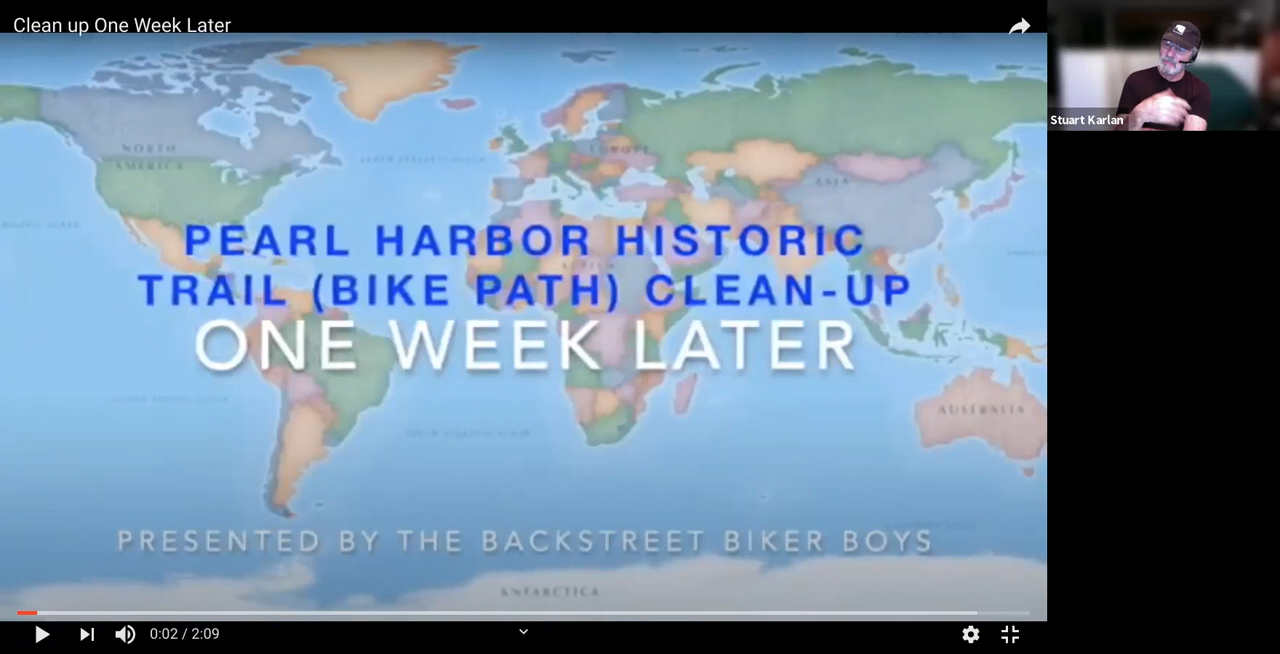 Clean up One Week Later
Stuart Karlan
NORTH
AMERICA
EUROPE
ASIA
PEARL HARBOR HISTORIC
AFRICA
TRAIL (BIKE PATH) CLEAN-UP
ONE WEEK LATER
AUSTRALIA
PRESENTED BY THE BACKSTREET BIKER BOYS
ANTARCTICA
0:02 / 2:09